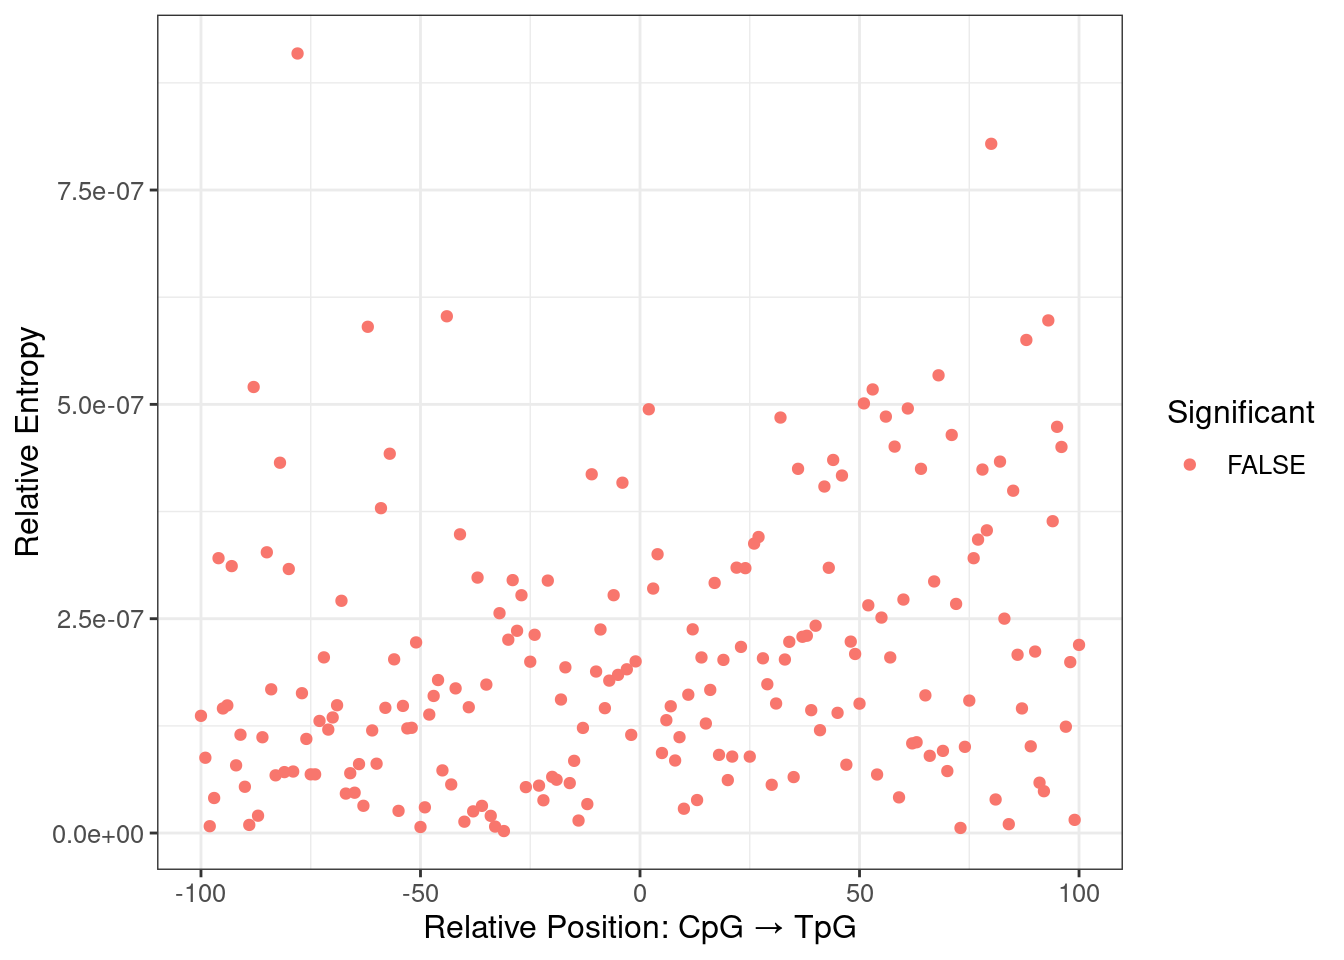 7.5e-07
5.0e-07
2.5e-07
0.0e+00
Relative Entropy
-100 -50 0 50 100
Relative Position: CpG → TpG
Significant
FALSE